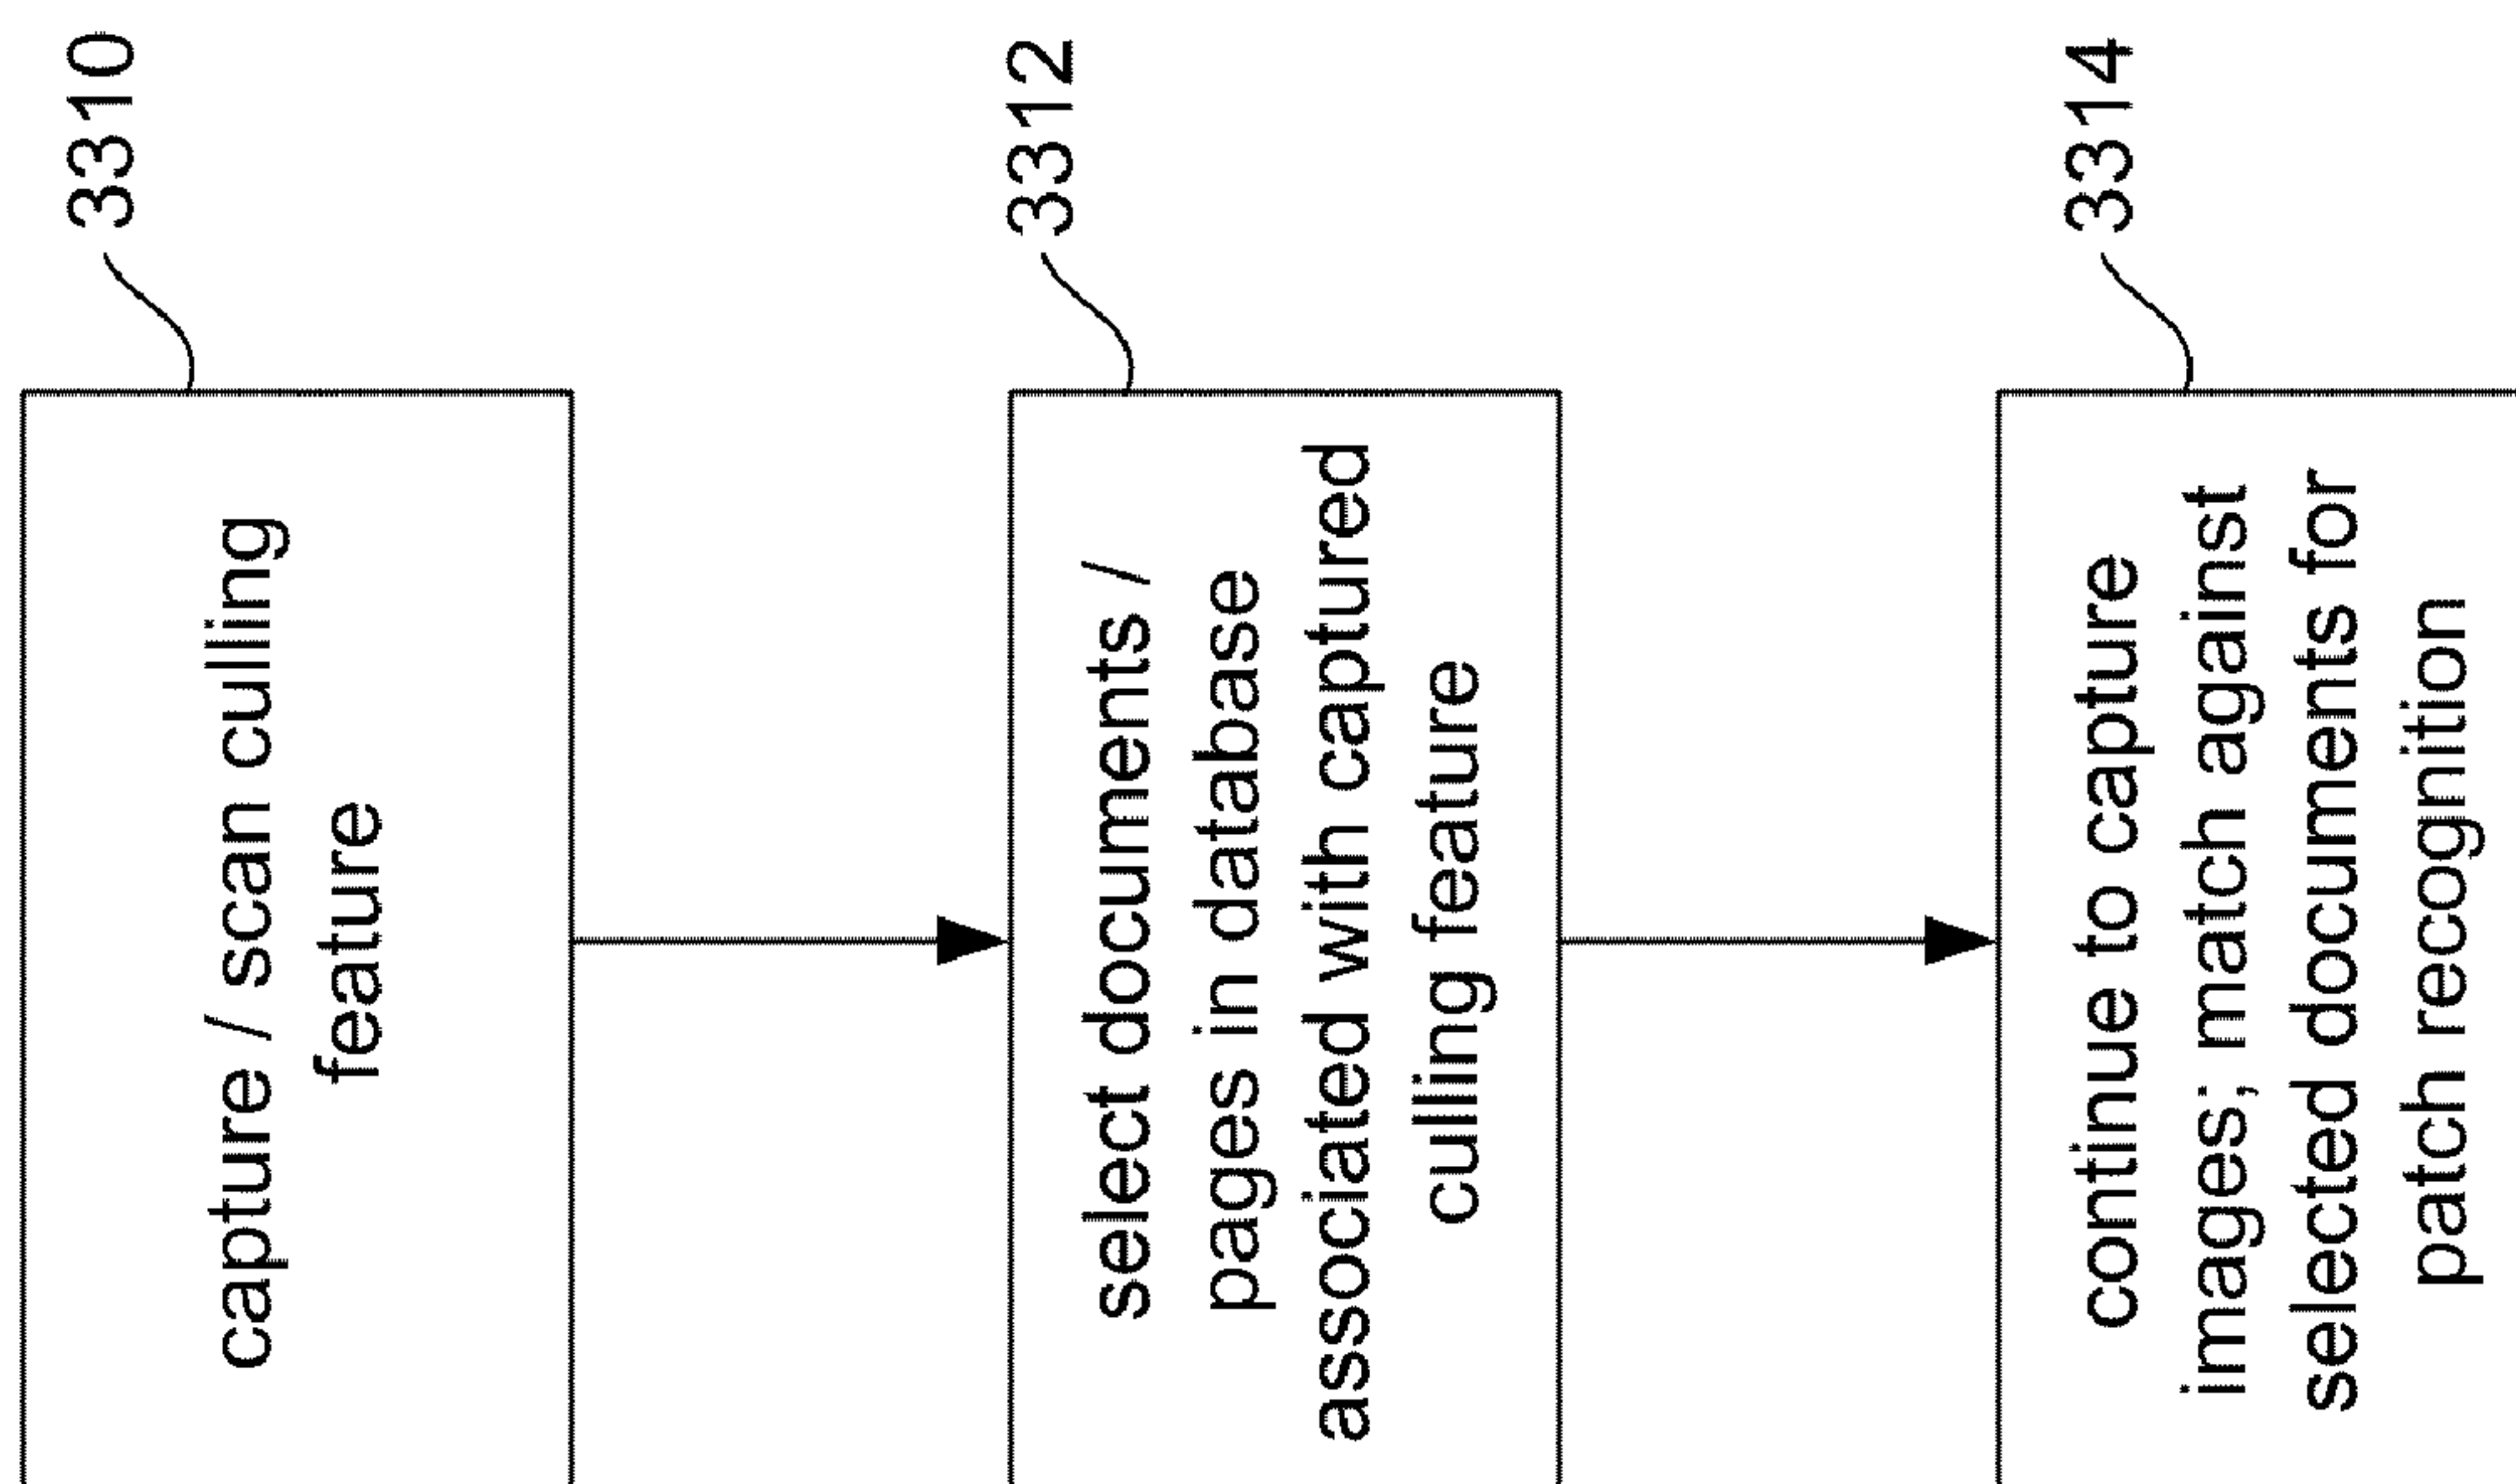 3310
capture / scan culling
feature
3312
select documents /
pages in database
associated with captured
culling feature
3314
continue to capture
images; match against
selected documents for
patch recognition